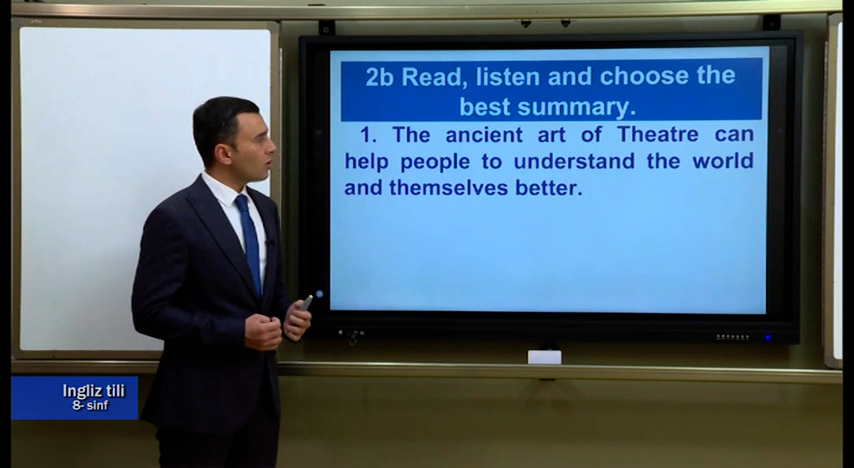 2b Read, listen and choose the
best summary.
1. The ancient art of Theatre can
help people to understand the world
and themselves better.
Ingliz tili
8- sinf